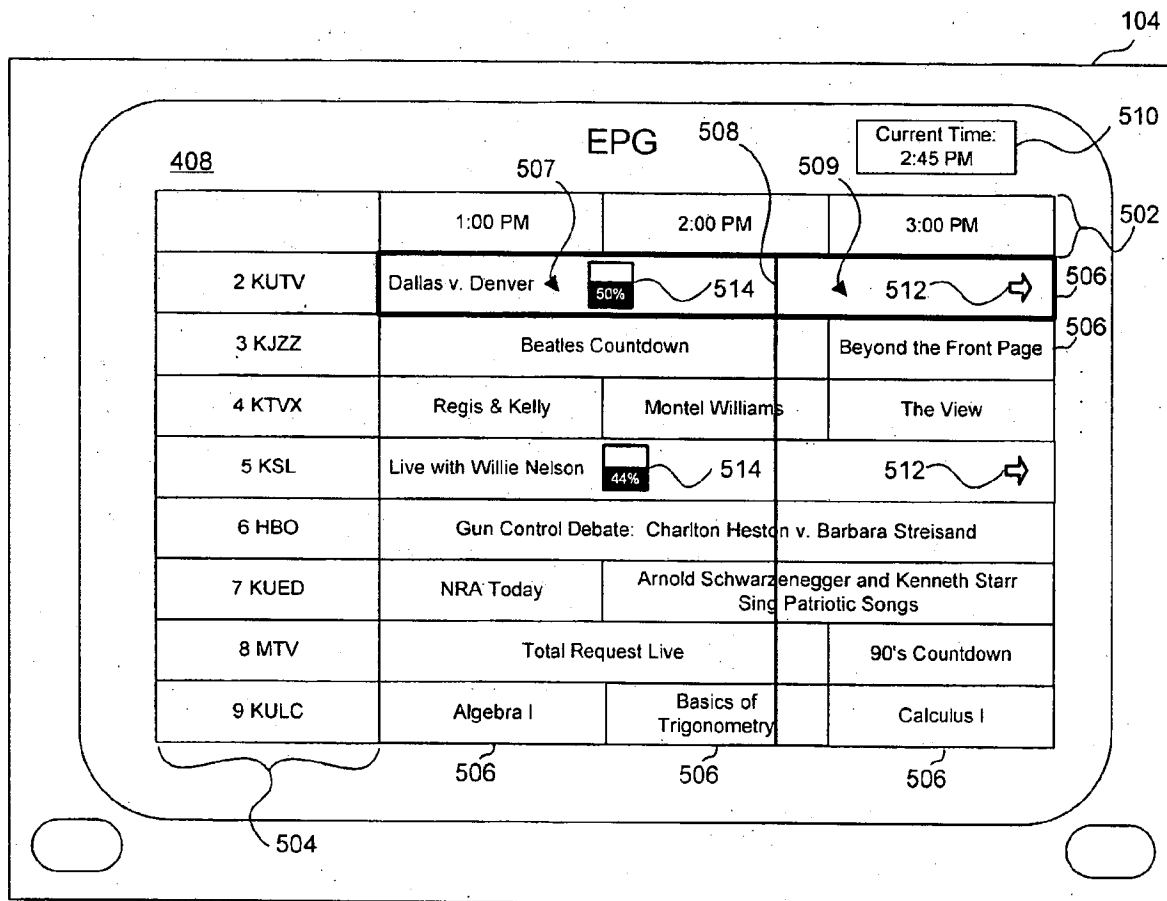 104
EPG
Current Time:
2:45 PM
510
408
507
508
509
502
1:00 PM
2:00 PM
3:00 PM
2 KUTV
Dallas v. Denver
50%
514
512
506
3 KJZZ
Beatles Countdown
Beyond the Front Page
506
4 KTVX
Regis & Kelly
Montel Williams
The View
5 KSL
Live with Willie Nelson
44%
514
512
6 HBO
Gun Control Debate: Charlton Heston v. Barbara Streisand
7 KUED
NRA Today
Arnold Schwarzenegger and Kenneth Starr
Sing Patriotic Songs
8 MTV
Total Request Live
90's Countdown
9 KULC
Algebra I
Basics of
Trigonometry
Calculus I
506
506
506
504